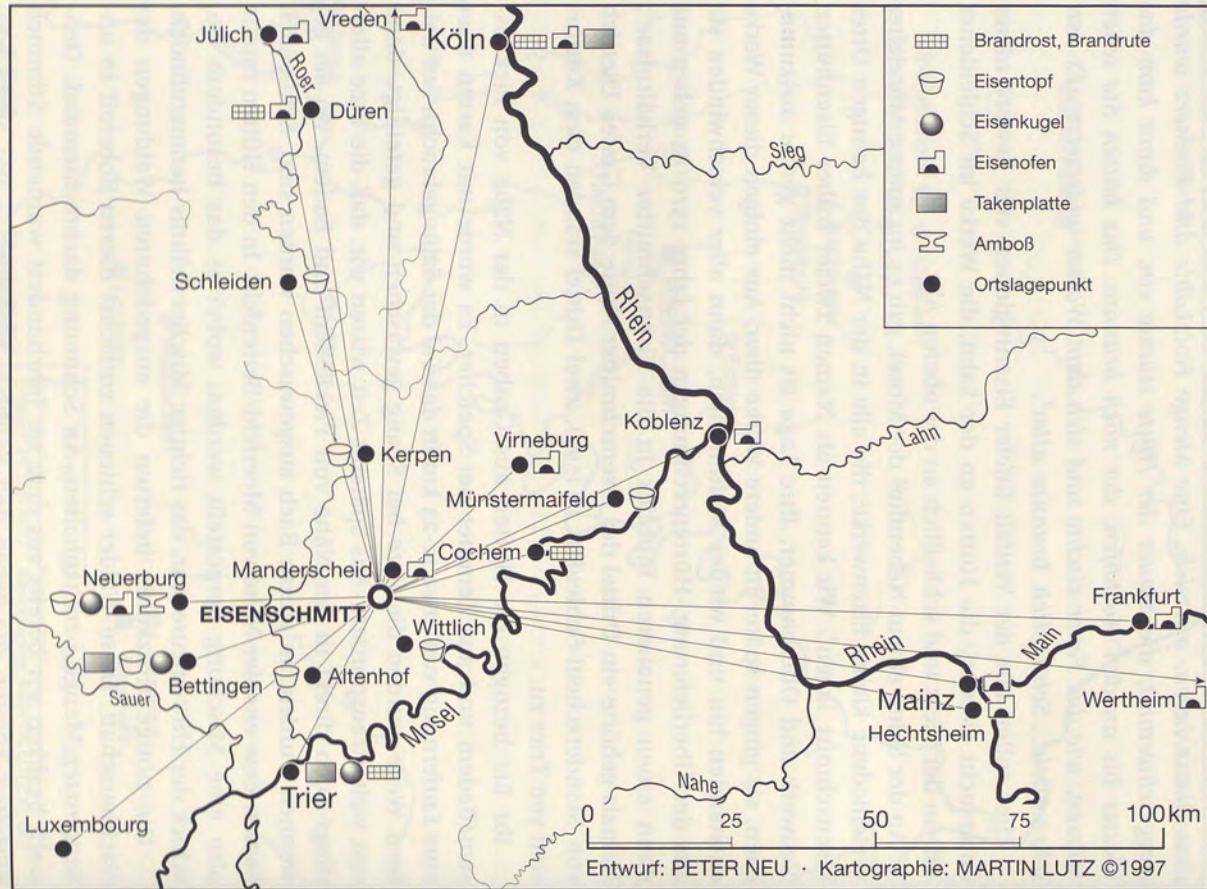 Vreden
Jülich
Köln
Roer
Düren
Sieg
Schleiden
Rhein
Koblenz
Lahn
Kerpen
Virneburg
Münstermaifeld
Cochem
Manderscheid
Neuerburg
EISENSCHMITT
Wittlich
Frankfurt
Main
Rhein
Bettingen
Altenhof
Sauer
Mosel
Mainz
Wertheim
Hechtsheim
Trier
Nahe
Luxembourg
Brandrost, Brandrute
Eisentopf
Eisenkugel
Eisenofen
Takenplatte
Amboß
Ortslagepunkt
0 25 50 75 100 km
Entwurf: PETER NEU · Kartographie: MARTIN LUTZ ©1997